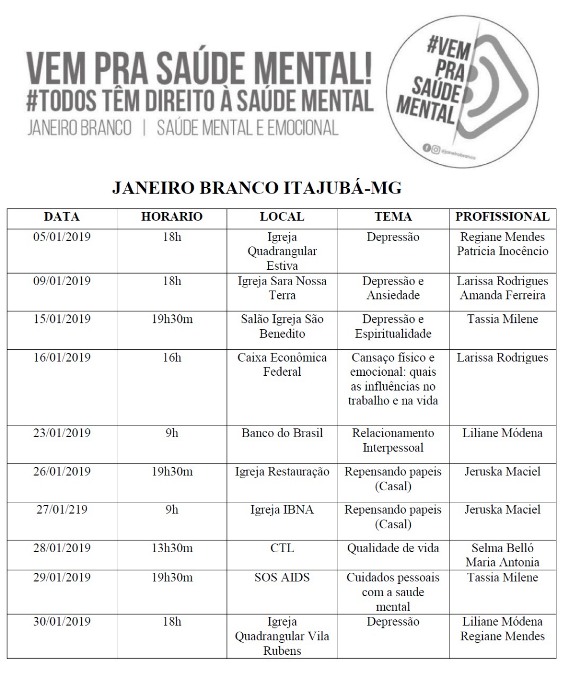 VEM PRA SAÚDE MENTAL!
#TODOS TÊM DIREITO À SAÚDE MENTAL
JANEIRO BRANCO | SAÚDE MENTAL E EMOCIONAL
#VEM
PRA
SAÚDE
MENTAL
JANEIRO BRANCO ITAJUBÁ-MG
DATA HORARIO LOCAL TEMA PROFISSIONAL
05/01/2019 18h Igreja Depressão Regiane Mendes
Quadrangular Patricia Inocêncio
Estiva
09/01/2019 18h Igreja Sara Nossa Depressão e Larissa Rodrigues
Terra Ansiedade Amanda Ferreira
15/01/2019 19h30m Salão Igreja São Depressão e Tassia Milene
Benedito Espiritualidade
16/01/2019 16h Caixa Econômica Cansaço físico e Larissa Rodrigues
Federal emocional: quais
as influências no
trabalho e na vida
23/01/2019 9h Banco do Brasil Relacionamento Liliane Módena
Interpessoal
26/01/2019 19h30m Igreja Restauração Repensando papeis Jeruska Maciel
(Casal)
27/01/219 9h Igreja IBNA Repensando papeis Jeruska Maciel
(Casal)
28/01/2019 13h30m CTL Qualidade de vida Selma Belló
Maria Antonia
29/01/2019 19h30m SOS AIDS Cuidados pessoais Tassia Milene
com a saude
mental
30/01/2019 18h Igreja Depressão Liliane Módena
Quadrangular Vila Regiane Mendes
Rubens